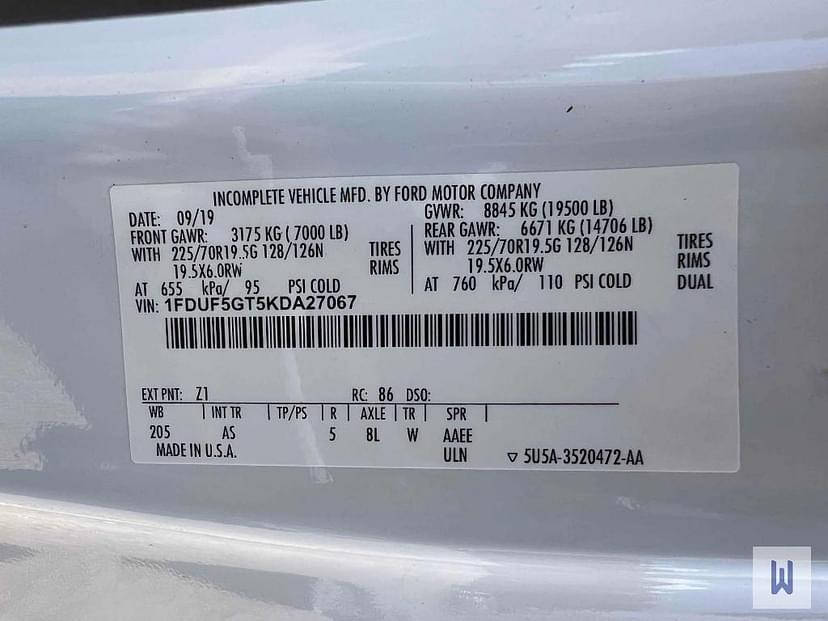 INCOMPLETE VEHICLE MFD. BY FORD MOTOR COMPANY
DATE: 09/19 GVWR: 8845 KG (19500 LB)
FRONT GAWR: 3175 KG ( 7000 LB) REAR GAWR: 6671 KG (14706 LB)
WITH 225/70R19.5G 128/126N TIRES WITH 225/70R19.5G 128/126N TIRES
19.5X6.0RW RIMS 19.5X6.0RW RIMS
AT 655 kPa/ 95 PSI COLD AT 760 kPa/ 110 PSI COLD DUAL
VIN: 1FDUF5GT5KDA27067
EXT PNT: Z1 RC: 86 DSO:
WB INT TR TP/PS R AXLE TR SPR
205 AS 5 8L W AAEE
MADE IN U.S.A. ULN ▽ 5U5A-3520472-AA
W